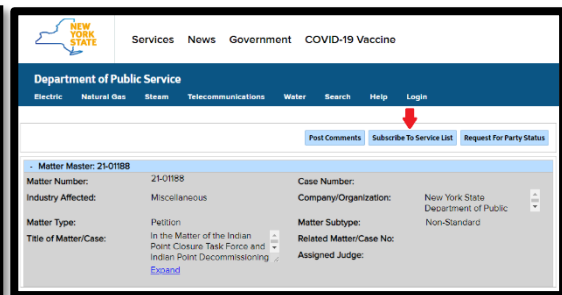 NEW
YORK
STATE
Services News Government COVID-19 Vaccine
Department of Public Service
Electric Natural Gas Steam Telecommunications Water Search Help Login
Post Comments Subscribe To Service List Request For Party Status
- Matter Master: 21-01188
Matter Number: 21-01188 Case Number:
Industry Affected: Miscellaneous Company/Organization: New York State
Department of Public
Matter Type: Petition Matter Subtype: Non-Standard
Title of Matter/Case: In the Matter of the Indian Related Matter/Case No:
Point Closure Task Force and Assigned Judge:
Indian Point Decommissioning
Expand